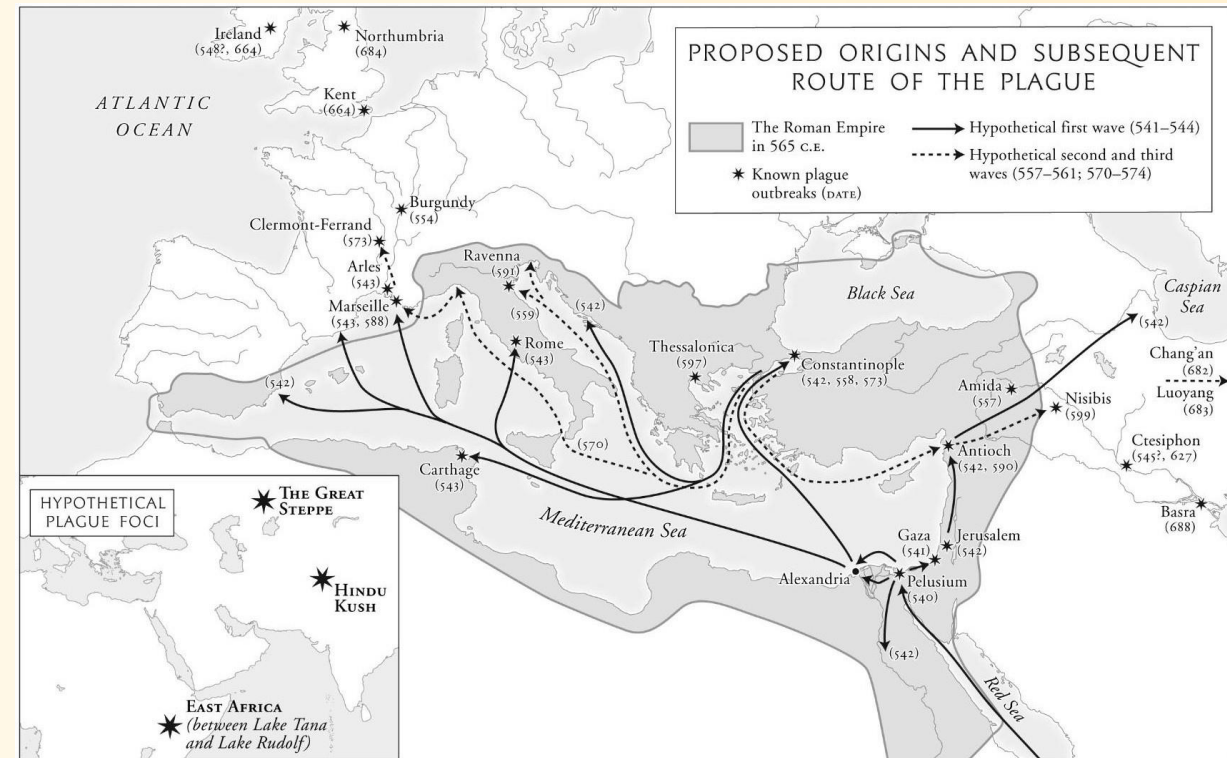 PROPOSED ORIGINS AND SUBSEQUENT
ROUTE OF THE PLAGUE
The Roman Empire
in 565 C.E.
Known plague
outbreaks (DATE)
Hypothetical first wave (541–544)
Hypothetical second and third
waves (557–561; 570–574)
Ireland
(548?, 664)
Northumbria
(684)
Kent
(664)
ATLANTIC
OCEAN
Burgundy
(554)
Clermont-Ferrand
(573)
Arles
(543)
Marseille
(543, 588)
Ravenna
(591)
(559)
(542)
Rome
(543)
Thessalonica
(597)
Black Sea
Constantinople
(542, 558, 573)
Caspian
Sea
(542)
Chang'an
(682)
Luoyang
(683)
Amida
(557)
Nisibis
(599)
Ctesiphon
(545?, 627)
Basra
(688)
Antioch
(542, 590)
(542)
(570)
Carthage
(543)
Mediterranean Sea
Gaza
(541)
Jerusalem
(542)
Alexandria
Pelusium
(540)
(542)
Red Sea
HYPOTHETICAL
PLAGUE FOCI
THE GREAT
STEPPE
HINDU
KUSH
EAST AFRICA
(between Lake Tana
and Lake Rudolf)